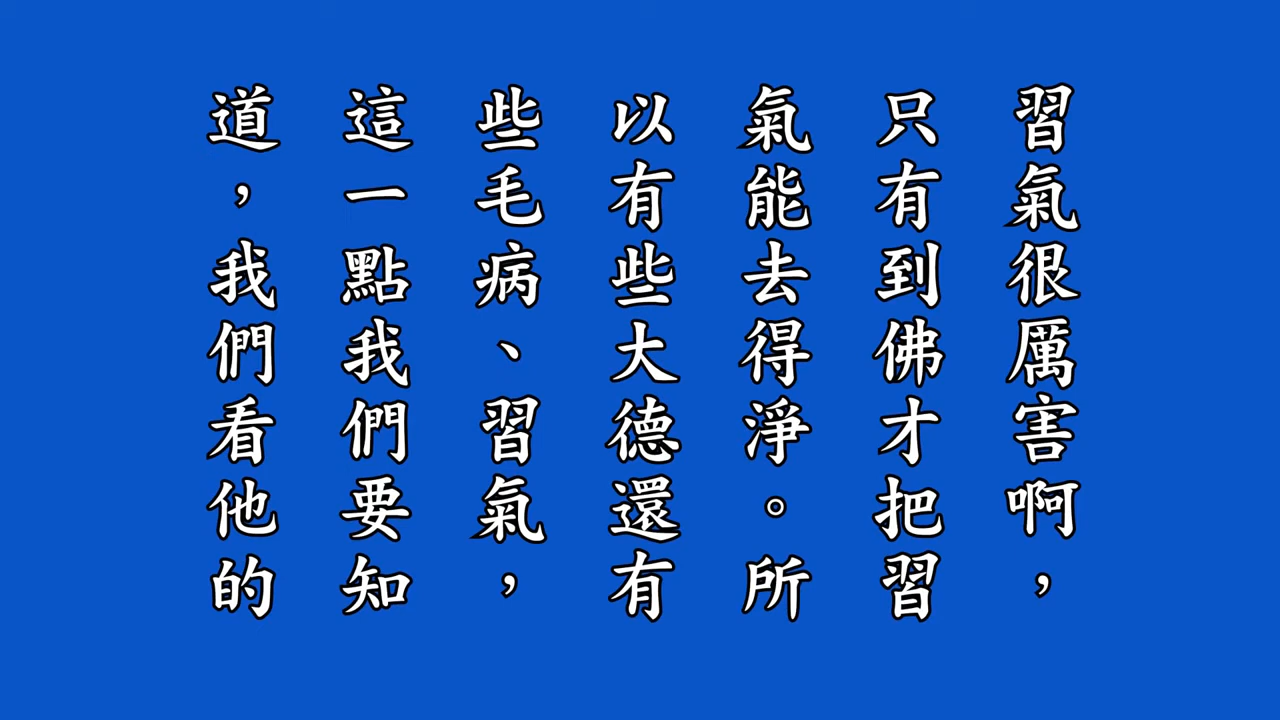 習氣很厲害啊，
只有到佛才把習
氣能去得淨。所
以有些大德還有
些毛病、習氣，
這一點我們要知
道，我們看他的